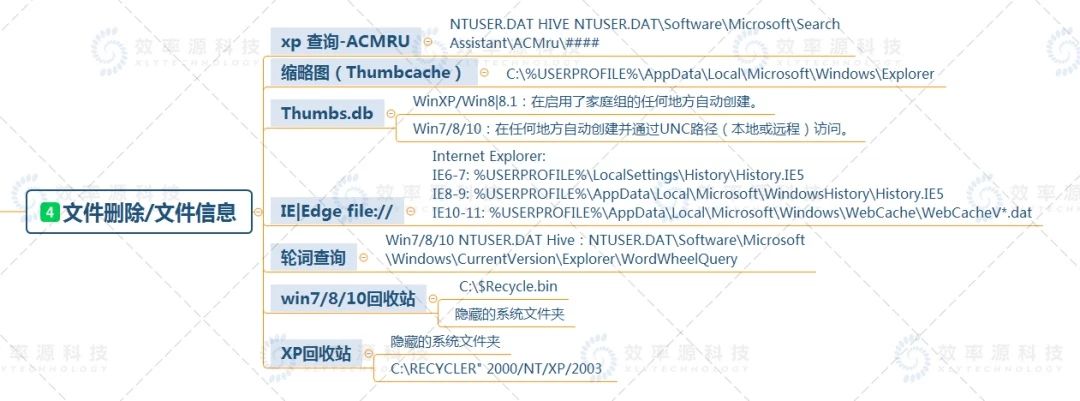 4 文件删除/文件信息
xp 查询-ACMRU
NTUSER.DAT HIVE NTUSER.DAT\Software\Microsoft\Search
Assistant\ACMru\####
缩略图（Thumbcache）
C:\%USERPROFILE%\AppData\Local\Microsoft\Windows\Explorer
Thumbs.db
WinXP/Win8|8.1：在启用了家庭组的任何地方自动创建。
Win7/8/10：在任何地方自动创建并通过UNC路径（本地或远程）访问。
IE|Edge file://
Internet Explorer:
IE6-7: %USERPROFILE%\LocalSettings\History\History.IE5
IE8-9: %USERPROFILE%\AppData\Local\Microsoft\WindowsHistory\History.IE5
IE10-11: %USERPROFILE%\AppData\Local\Microsoft\Windows\WebCache\WebCacheV*.dat
轮词查询
Win7/8/10 NTUSER.DAT Hive：NTUSER.DAT\Software\Microsoft
\Windows\CurrentVersion\Explorer\WordWheelQuery
win7/8/10回收站
C:\$Recycle.bin
隐藏的系统文件夹
XP回收站
隐藏的系统文件夹
C:\RECYCLER" 2000/NT/XP/2003
效率源科技
XLYTECHNOLOGY